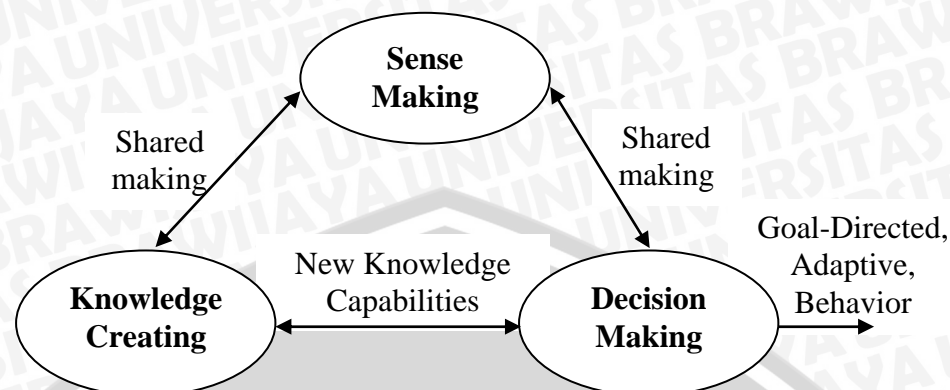 Sense
Making
Shared
making
Shared
making
Goal-Directed,
Adaptive,
Behavior
New Knowledge
Capabilities
Knowledge
Creating
Decision
Making